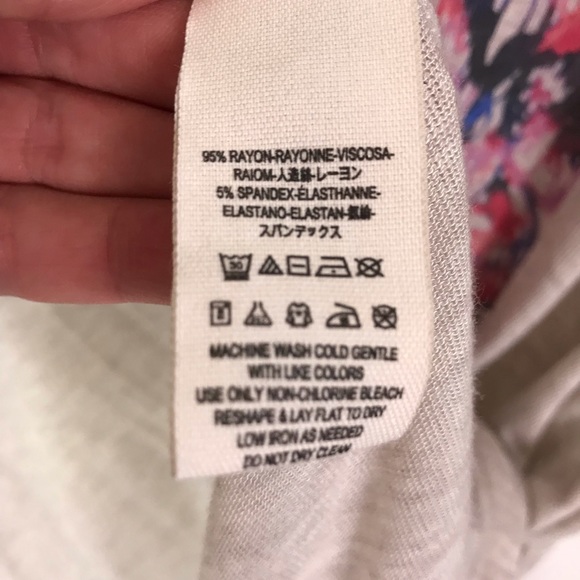 95% RAYON-RAYONNE-VISCOSA-
RAIOM-人造絲-レーヨン
5% SPANDEX-ÉLASTHANNE-
ELASTANO-ELASTAN-氨綸-
スパンデックス
30
MACHINE WASH COLD GENTLE
WITH LIKE COLORS
USE ONLY NON-CHLORINE BLEACH
RESHAPE & LAY FLAT TO DRY
LOW IRON AS NEEDED
DO NOT DRY CLEAN